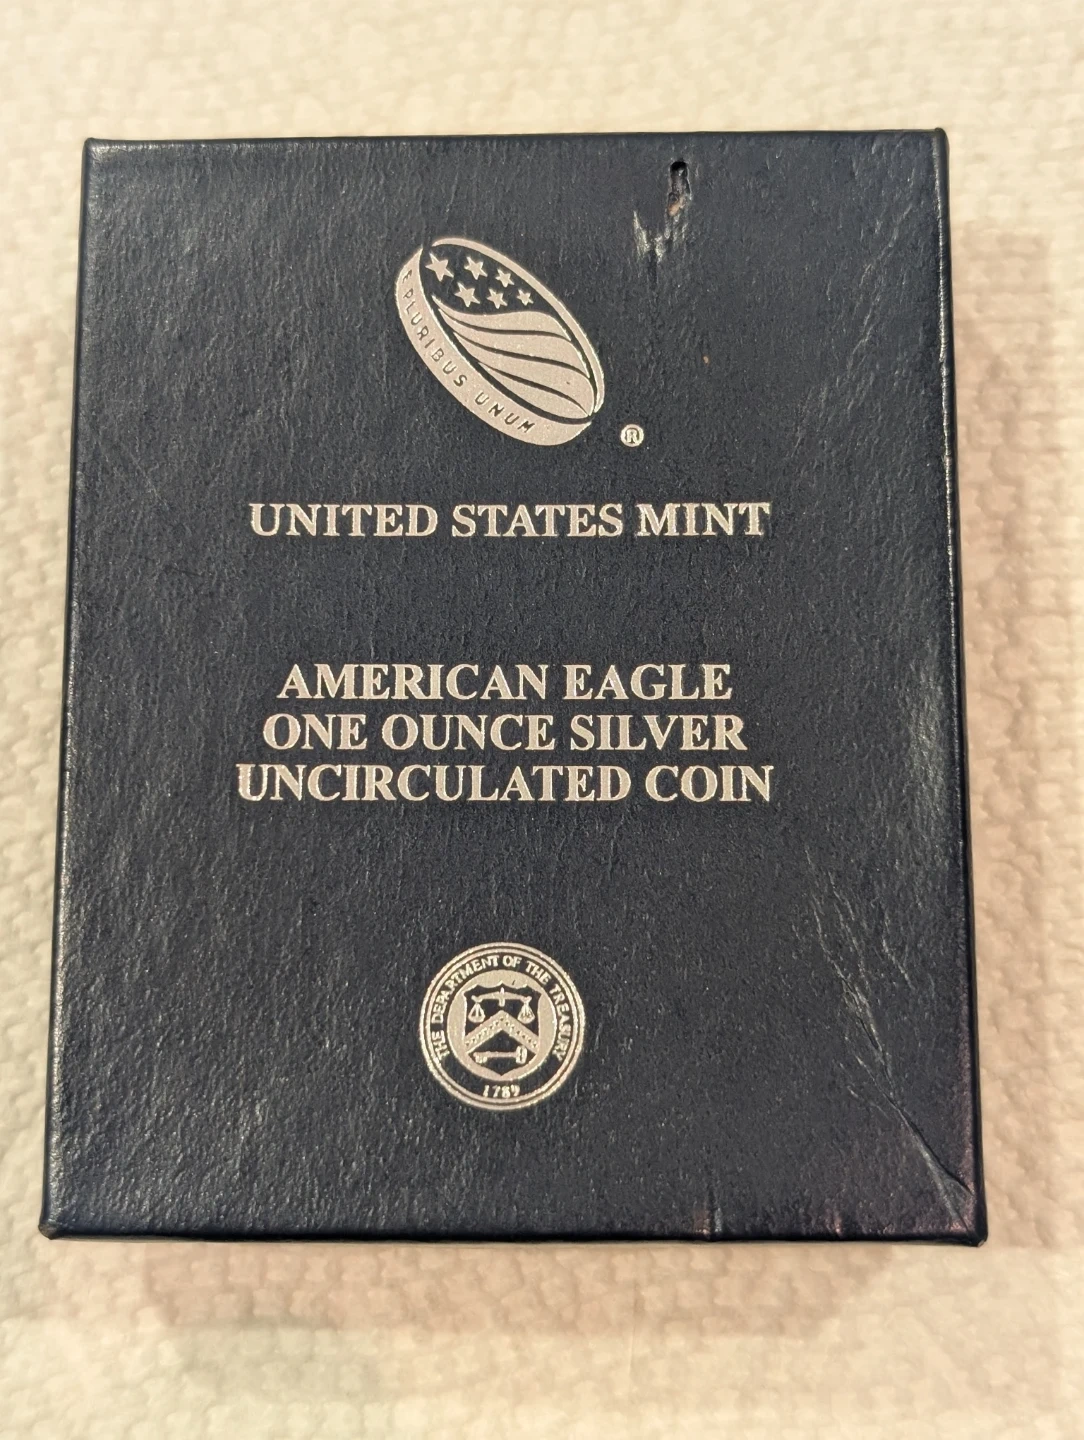 E PLURIBUS UNUM
®
UNITED STATES MINT
AMERICAN EAGLE
ONE OUNCE SILVER
UNCIRCULATED COIN
THE DEPARTMENT OF THE TREASURY
1789